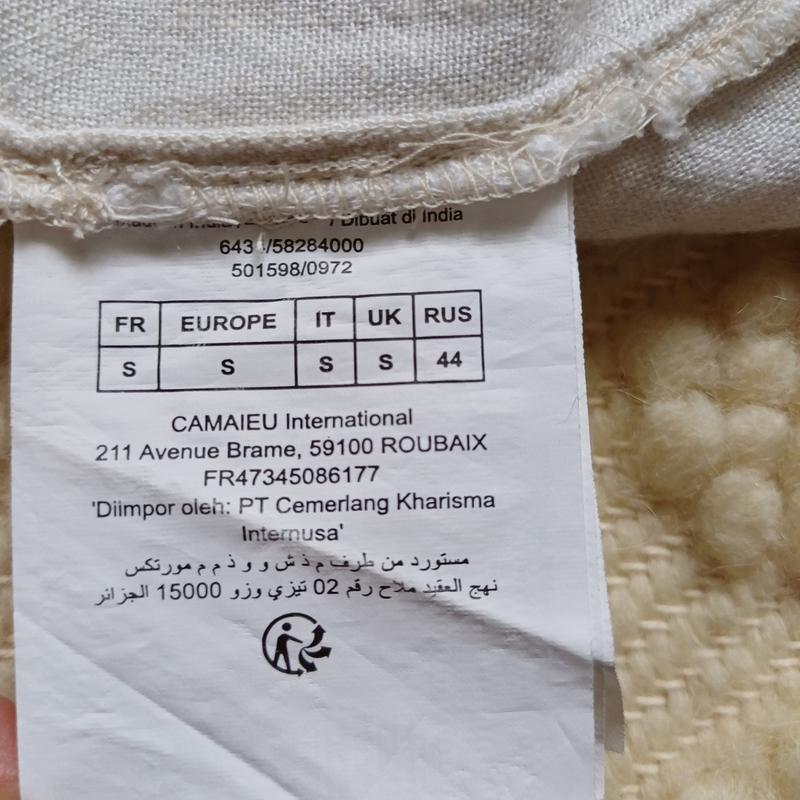 / Dibuat di India
/58284000
501598/0972
FR EUROPE IT UK RUS
S S S S 44
CAMAIEU International
211 Avenue Brame, 59100 ROUBAIX
FR47345086177
'Diimpor oleh: PT Cemerlang Kharisma
Internusa'
مستورد من طرف م ذ ش و و ذ م م مورتكس
نهج العقيد ملاح رقم 02 تيزي وزو 15000 الجزائر